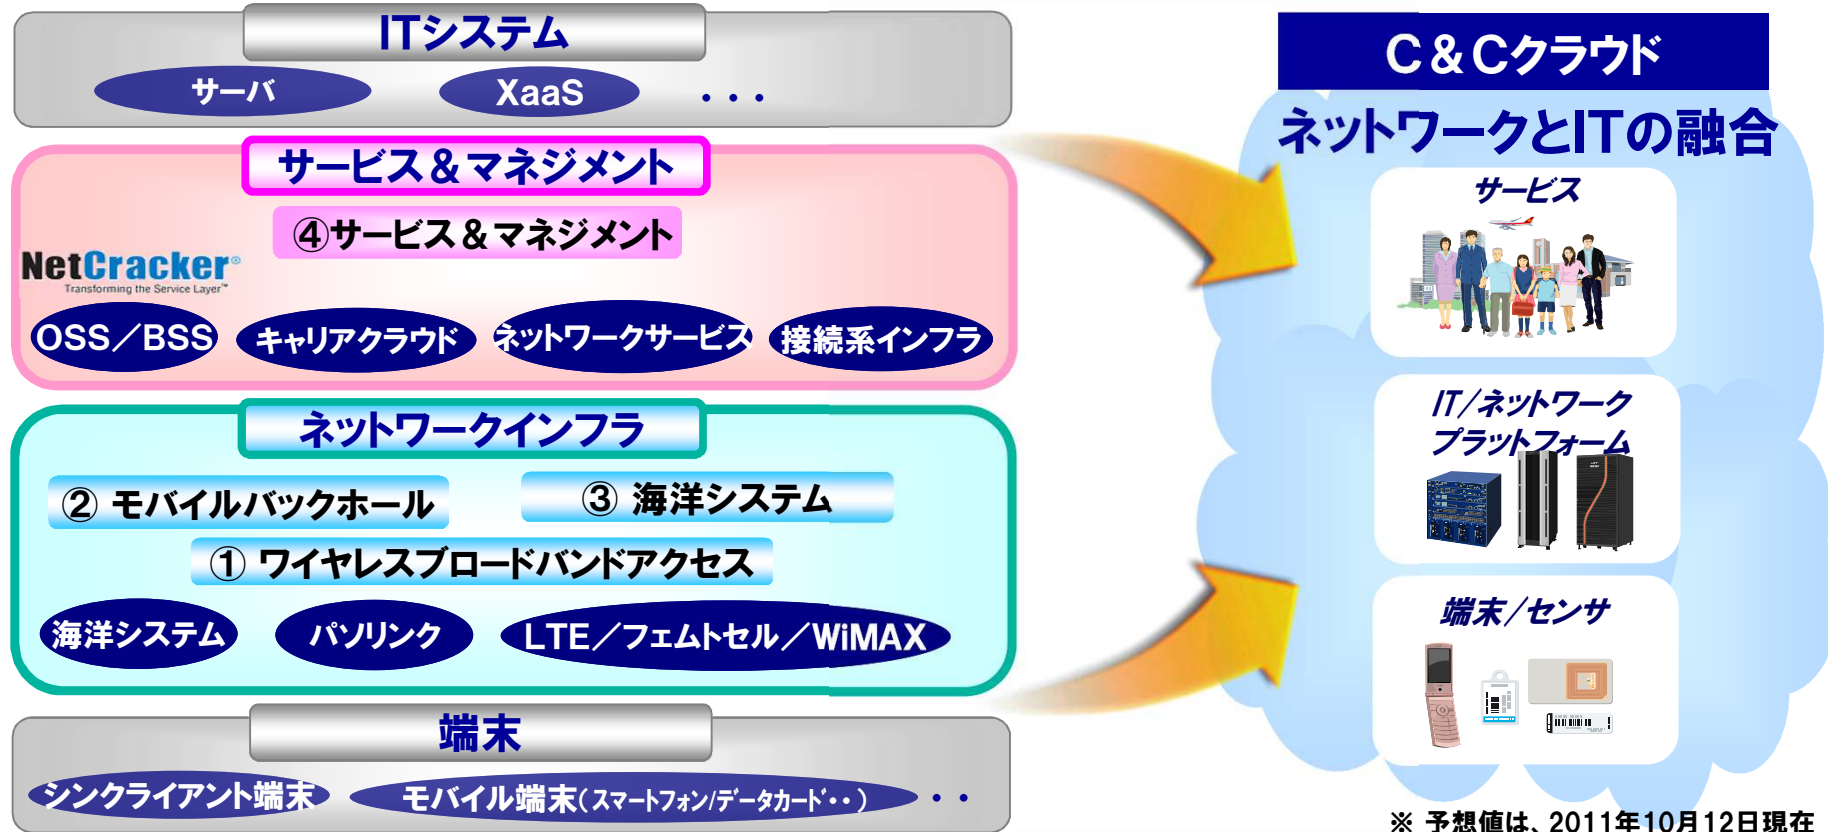 ITシステム
サーバ
XaaS
・・・
サービス&マネジメント
④サービス&マネジメント
NetCracker®
Transforming the Service Layer™
OSS/BSS
キャリアクラウド
ネットワークサービス
接続系インフラ
ネットワークインフラ
② モバイルバックホール
③ 海洋システム
① ワイヤレスブロードバンドアクセス
海洋システム
パソリンク
LTE/フェムトセル/WiMAX
端末
シンクライアント端末
モバイル端末(スマートフォン/データカード・・)
・・
C&Cクラウド
ネットワークとITの融合
サービス
IT/ネットワーク
プラットフォーム
端末/センサ
※ 予想値は、2011年10月12日現在